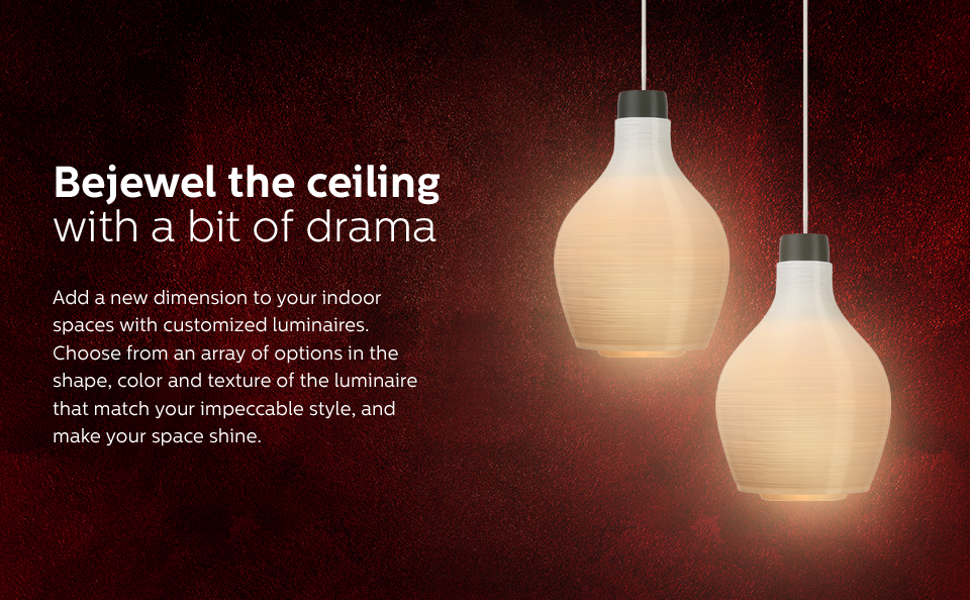 Bejewel the ceiling
with a bit of drama
Add a new dimension to your indoor
spaces with customized luminaires.
Choose from an array of options in the
shape, color and texture of the luminaire
that match your impeccable style, and
make your space shine.